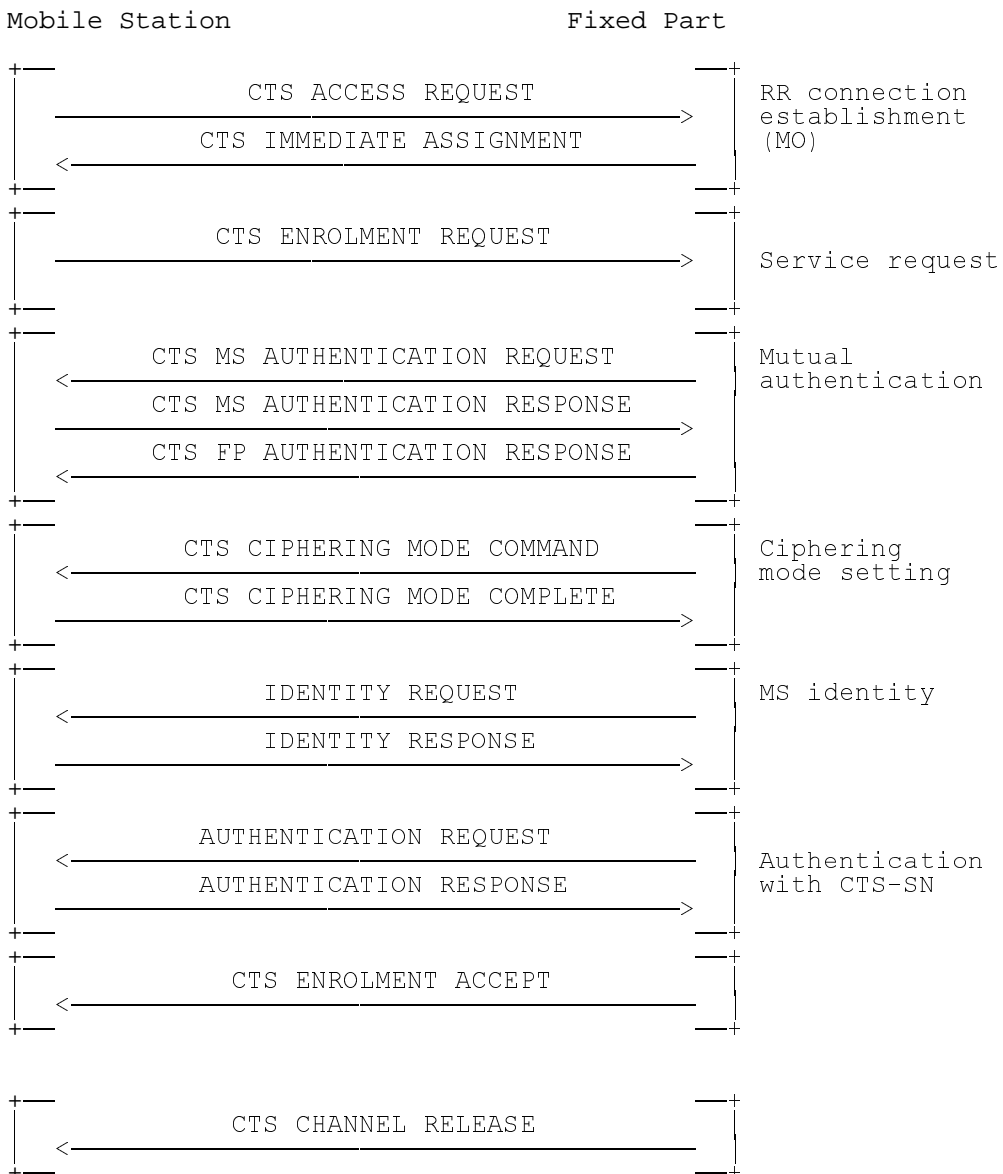 Mobile Station Fixed Part
CTS ACCESS REQUEST
RR connection
establishment
(MO)
CTS IMMEDIATE ASSIGNMENT
CTS ENROLMENT REQUEST
Service request
CTS MS AUTHENTICATION REQUEST
Mutual
authentication
CTS MS AUTHENTICATION RESPONSE
CTS FP AUTHENTICATION RESPONSE
CTS CIPHERING MODE COMMAND
Ciphering
mode setting
CTS CIPHERING MODE COMPLETE
IDENTITY REQUEST
MS identity
IDENTITY RESPONSE
AUTHENTICATION REQUEST
Authentication
with CTS-SN
AUTHENTICATION RESPONSE
CTS ENROLMENT ACCEPT
CTS CHANNEL RELEASE